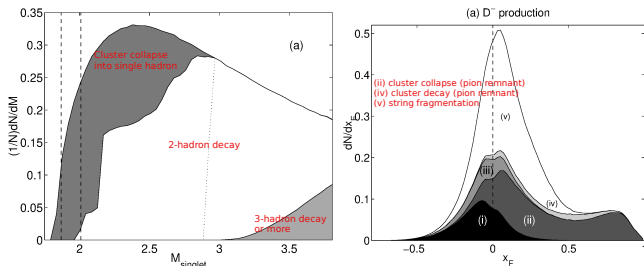 (a) D⁻ production
0.35
0.3
0.25
0.2
0.15
0.1
0.05
0
(1/N)dN/dM
(a)
Cluster collapse
into single hadron
2-hadron decay
3-hadron decay
or more
2
2.5
3
3.5
M_singlet
0.5
0.4
0.3
0.2
0.1
0
dN/dx_F
(ii) cluster collapse (pion remnant)
(iv) cluster decay (pion remnant)
(v) string fragmentation
(v)
(iii)
(iv)
(i)
(ii)
−0.5
0
0.5
1
x_F